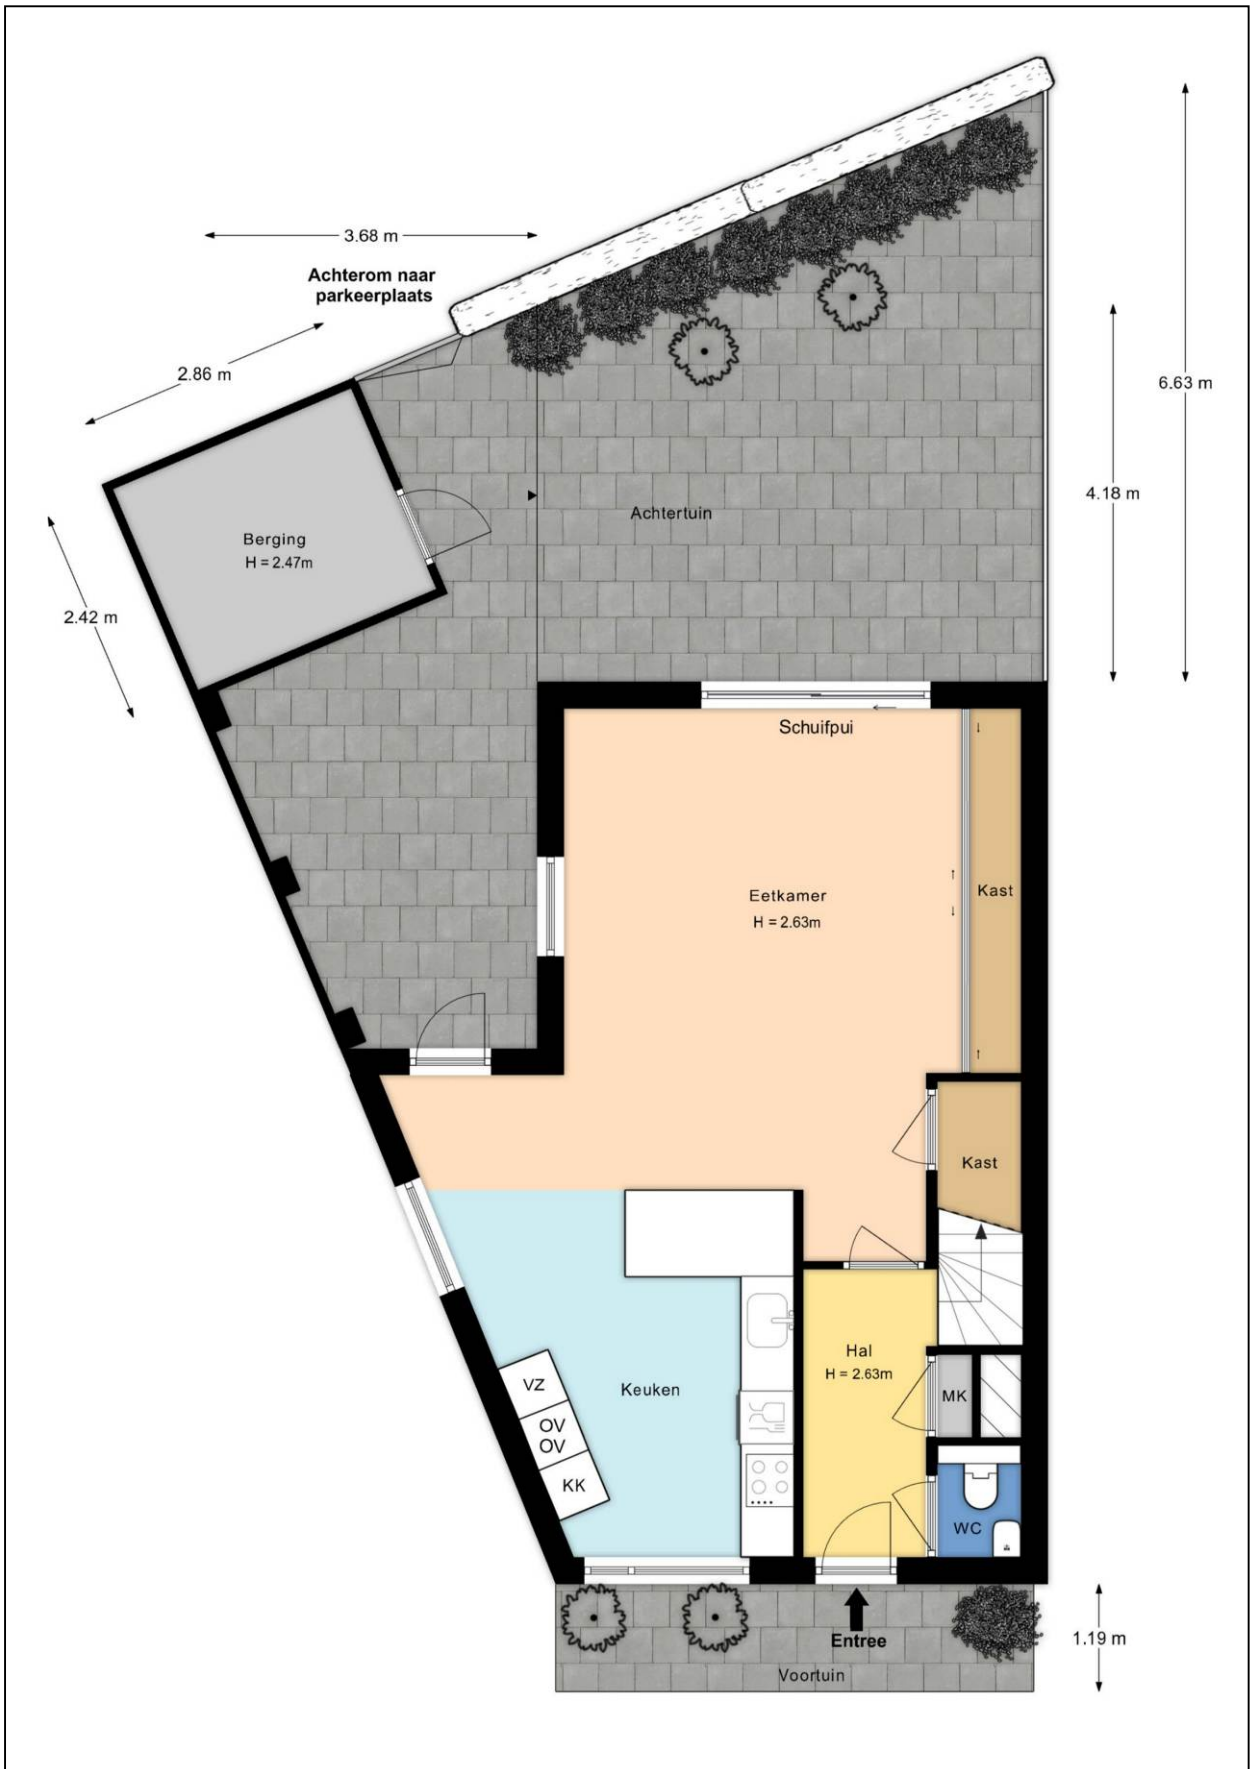 3.68 m
Achterom naar
parkeerplaats
2.86 m
6.63 m
4.18 m
Achtertuin
Berging
H = 2.47m
2.42 m
Schuifpui
Eetkamer
H = 2.63m
Kast
Kast
Hal
H = 2.63m
VZ
Keuken
MK
OV
OV
KK
WC
Entree
1.19 m
Voortuin